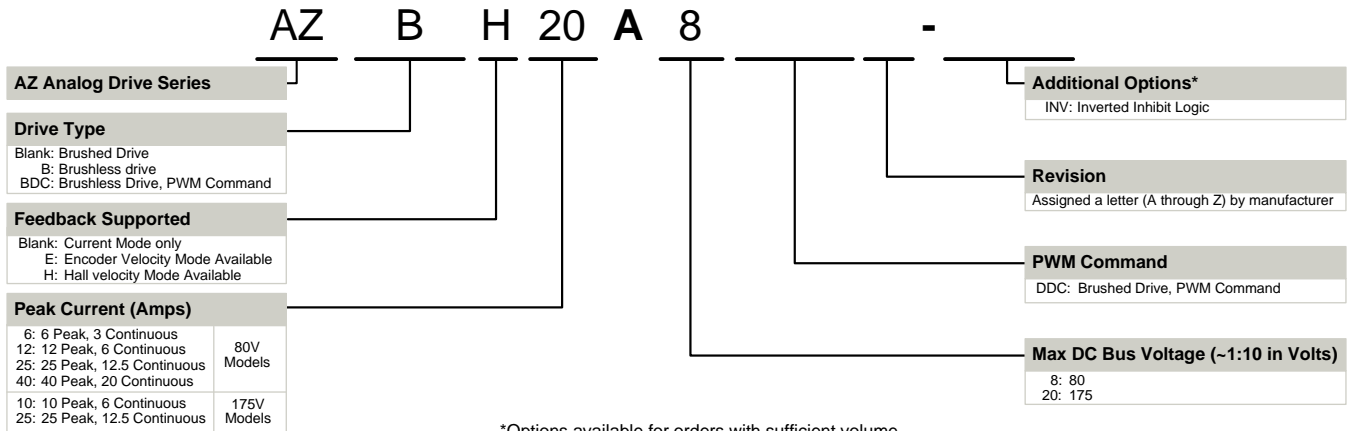 AZ B H 20 A 8 -
AZ Analog Drive Series
Drive Type
Blank: Brushed Drive
B: Brushless drive
BDC: Brushless Drive, PWM Command
Feedback Supported
Blank: Current Mode only
E: Encoder Velocity Mode Available
H: Hall velocity Mode Available
Peak Current (Amps)
6: 6 Peak, 3 Continuous
12: 12 Peak, 6 Continuous
25: 25 Peak, 12.5 Continuous
40: 40 Peak, 20 Continuous
80V
Models
10: 10 Peak, 6 Continuous
25: 25 Peak, 12.5 Continuous
175V
Models
Additional Options*
INV: Inverted Inhibit Logic
Revision
Assigned a letter (A through Z) by manufacturer
PWM Command
DDC: Brushed Drive, PWM Command
Max DC Bus Voltage (~1:10 in Volts)
8: 80
20: 175
*Options available for orders with sufficient volume